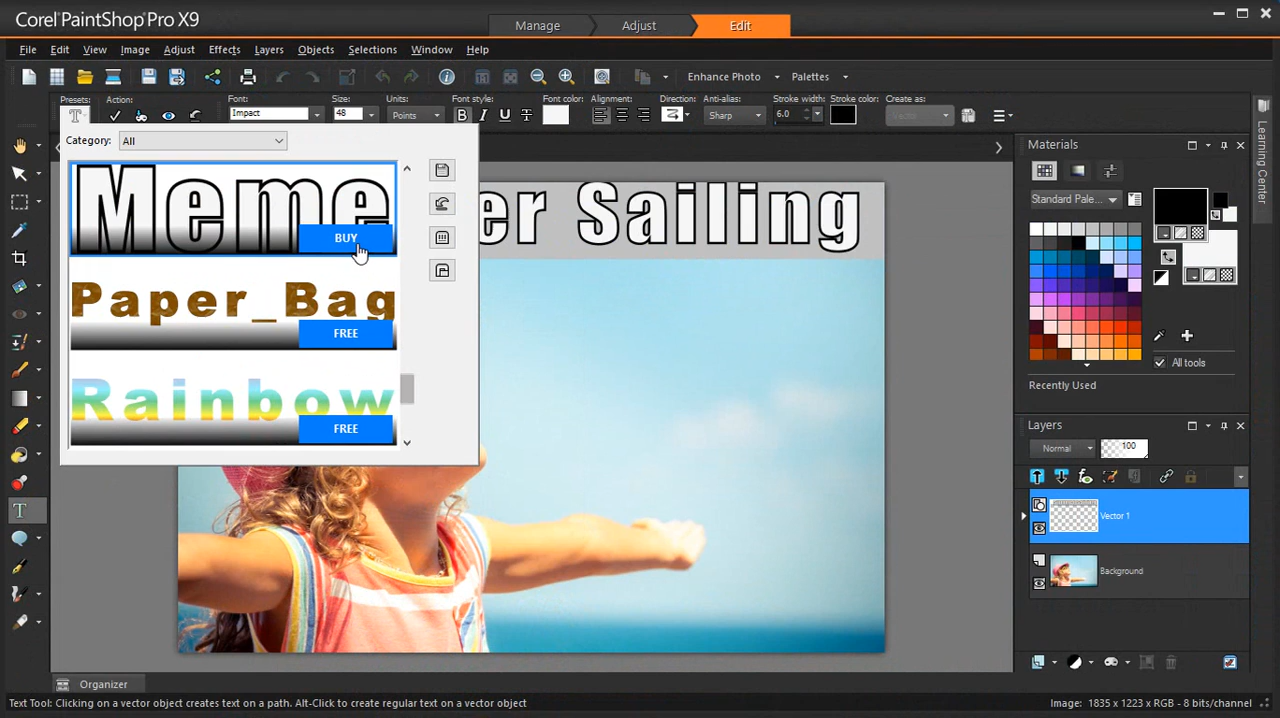 Corel® PaintShop® Pro X9
Manage
Adjust
Edit
File Edit View Image Adjust Effects Layers Objects Selections Window Help
Enhance Photo
Palettes
Presets: Action: Font: Size: Units: Font style: Font color: Alignment: Direction: Anti-alias: Stroke width: Stroke color: Create as:
Impact 48 Points B I U T Sharp 6.0 Vector
Category: All
Meme
BUY
Paper_Bag
FREE
Rainbow
FREE
er Sailing
Materials
Standard Pale...
All tools
Recently Used
Learning Center
Layers
Normal
100
Vector 1
Background
Organizer
Text Tool: Clicking on a vector object creates text on a path. Alt-Click to create regular text on a vector object
Image: 1835 x 1223 x RGB - 8 bits/channel